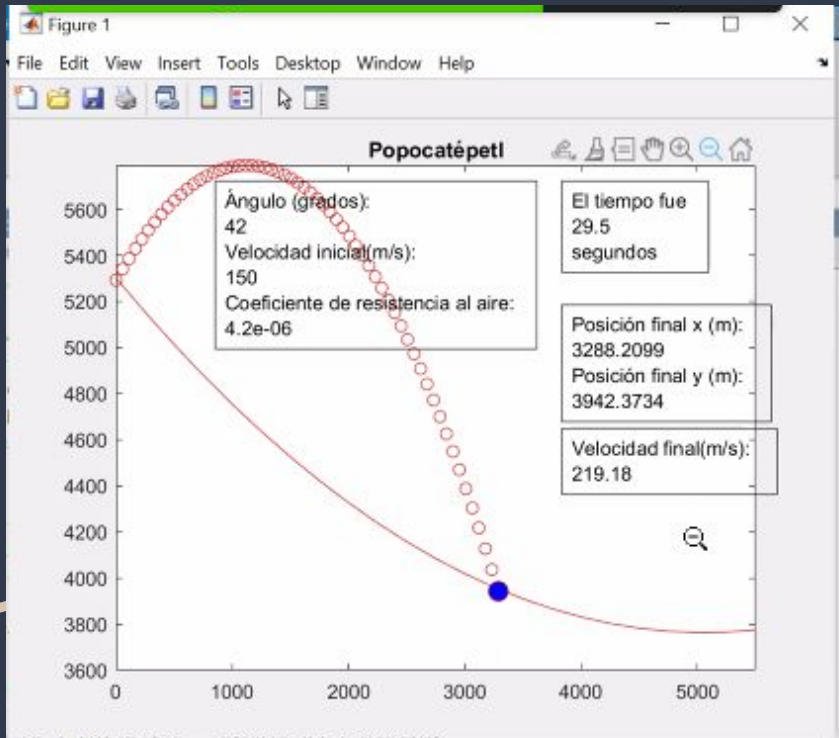 Figure 1
File Edit View Insert Tools Desktop Window Help
Popocatépetl
Ángulo (grados):
42
Velocidad inicial(m/s):
150
Coeficiente de resistencia al aire:
4.2e-06
El tiempo fue
29.5
segundos
Posición final x (m):
3288.2099
Posición final y (m):
3942.3734
Velocidad final(m/s):
219.18
5600
5400
5200
5000
4800
4600
4400
4200
4000
3800
3600
0 1000 2000 3000 4000 5000